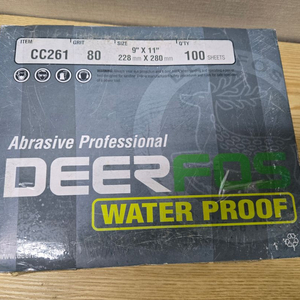 ITEM: GRIT SIZE Q'TY
CC261 80 9" X 11" 228 mm X 280 mm 100 SHEETS
Abrasive Professional
DEERFOS
WATER PROOF